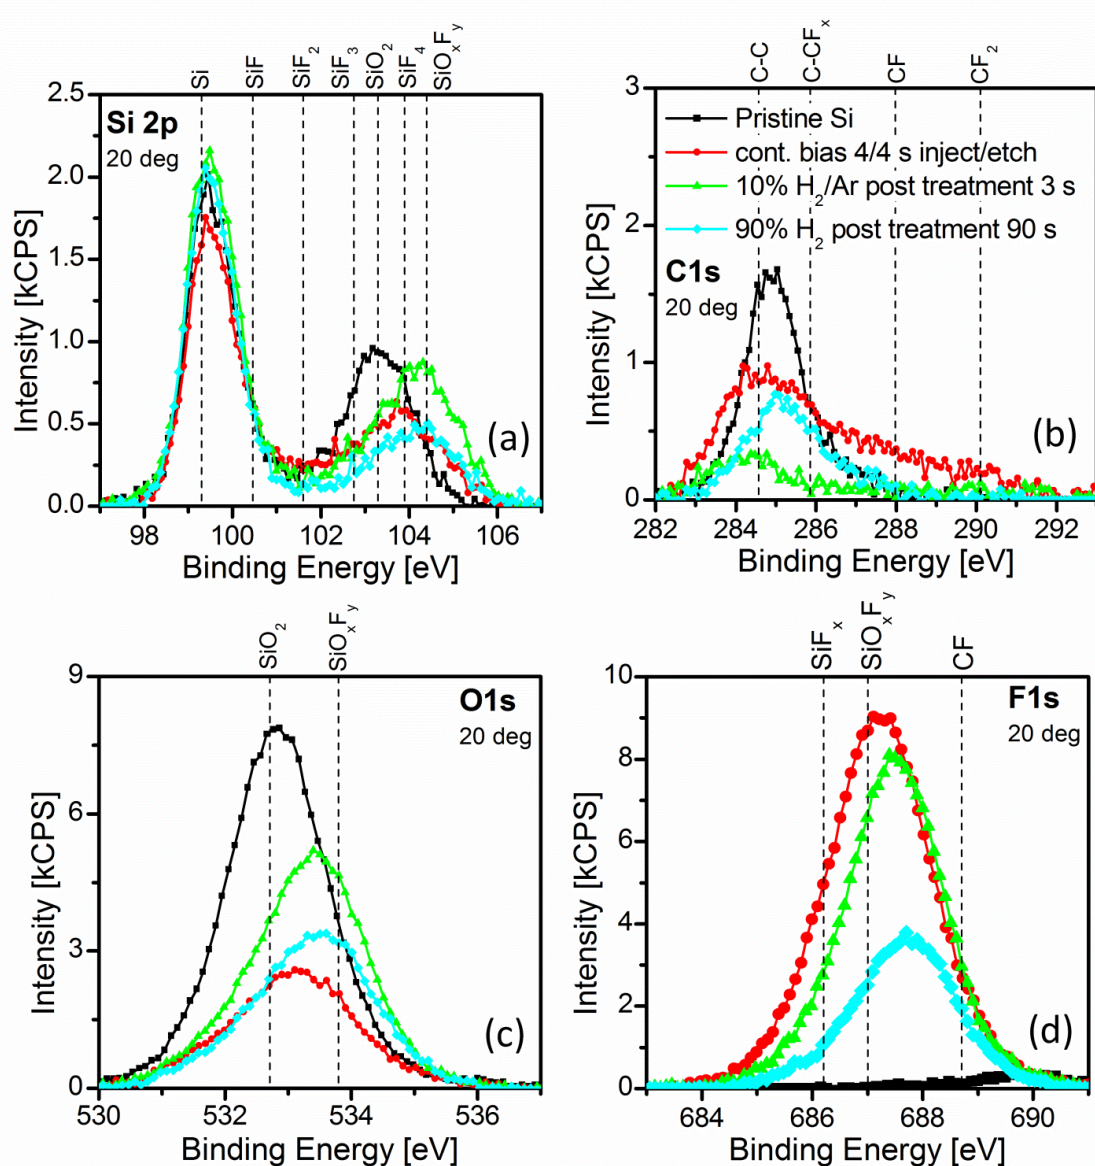 Si SiF SiF2 SiF3 SiO2 SiF4 SiOxFy
Si 2p
20 deg
2.5
2.0
1.5
1.0
0.5
0.0
Intensity [kCPS]
(a)
98 100 102 104 106
Binding Energy [eV]
C-C C-CFx CF CF2
Pristine Si
cont. bias 4/4 s inject/etch
10% H2/Ar post treatment 3 s
90% H2 post treatment 90 s
C1s
20 deg
3
2
1
0
Intensity [kCPS]
(b)
282 284 286 288 290 292
Binding Energy [eV]
SiO2 SiOxFy
O1s
20 deg
9
6
3
0
Intensity [kCPS]
(c)
530 532 534 536
Binding Energy [eV]
SiFx SiOxFy CF
F1s
20 deg
10
8
6
4
2
0
Intensity [kCPS]
(d)
684 686 688 690
Binding Energy [eV]